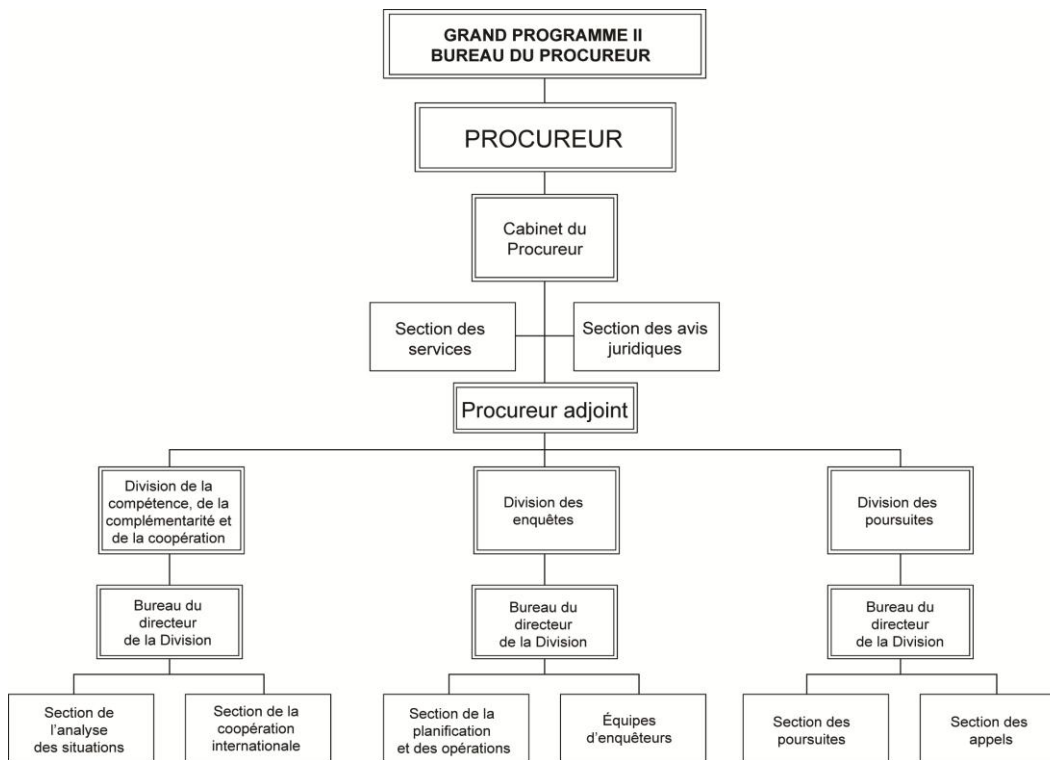 GRAND PROGRAMME II
BUREAU DU PROCUREUR
PROCUREUR
Cabinet du
Procureur
Section des
services
Section des avis
juridiques
Procureur adjoint
Division de la
compétence, de la
complémentarité et
de la coopération
Division des
enquêtes
Division des
poursuites
Bureau du
directeur
de la Division
Bureau du
directeur
de la Division
Bureau du
directeur
de la Division
Section de
l'analyse
des situations
Section de la
coopération
internationale
Section de la
planification
et des opérations
Équipes
d'enquêteurs
Section des
poursuites
Section des
appels